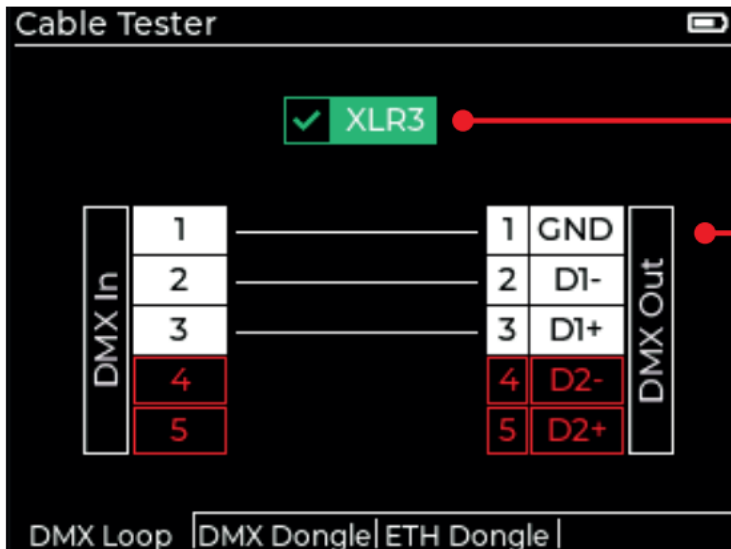 Cable Tester
XLR3
DMX In
1 1 GND
2 2 D1-
3 3 D1+
4 4 D2-
5 5 D2+
DMX Out
DMX Loop DMX Dongle ETH Dongle